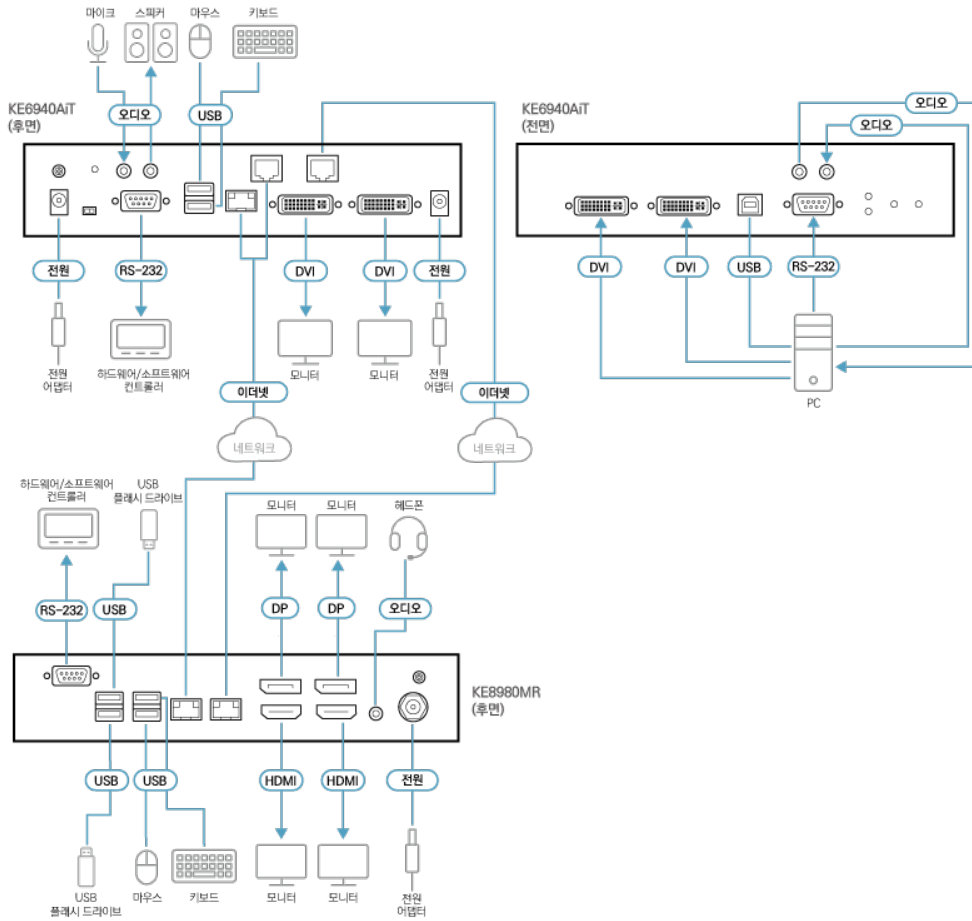 마이크
스피커
마우스
키보드
KE6940AiT
(후면)
오디오
USB
KE6940AiT
(전면)
오디오
오디오
전원
RS-232
DVI
DVI
전원
DVI
DVI
USB
RS-232
전원
어댑터
하드웨어/소프트웨어
컨트롤러
모니터
모니터
전원
어댑터
PC
이더넷
이더넷
네트워크
네트워크
하드웨어/소프트웨어
컨트롤러
USB
플래시 드라이브
모니터
모니터
헤드폰
RS-232
USB
DP
DP
오디오
KE8980MR
(후면)
USB
USB
HDMI
HDMI
전원
USB
플래시 드라이브
마우스
키보드
모니터
모니터
전원
어댑터